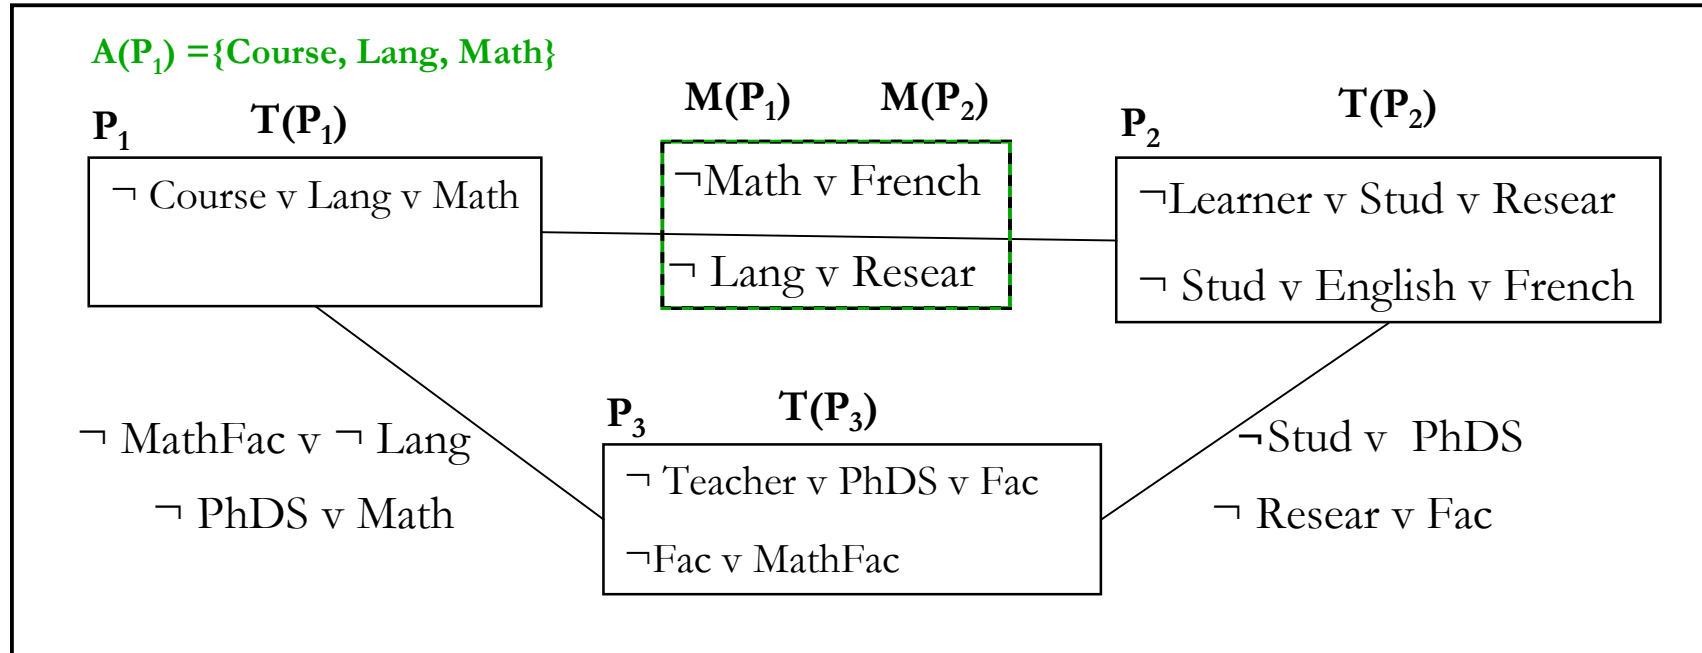 A(P₁) ={Course, Lang, Math}
M(P₁) M(P₂)
P₁ T(P₁)
P₂ T(P₂)
¬ Course v Lang v Math
¬Math v French
¬ Lang v Resear
¬Learner v Stud v Resear
¬ Stud v English v French
P₃ T(P₃)
¬ MathFac v ¬ Lang
¬ PhDS v Math
¬ Teacher v PhDS v Fac
¬Fac v MathFac
¬Stud v PhDS
¬ Resear v Fac